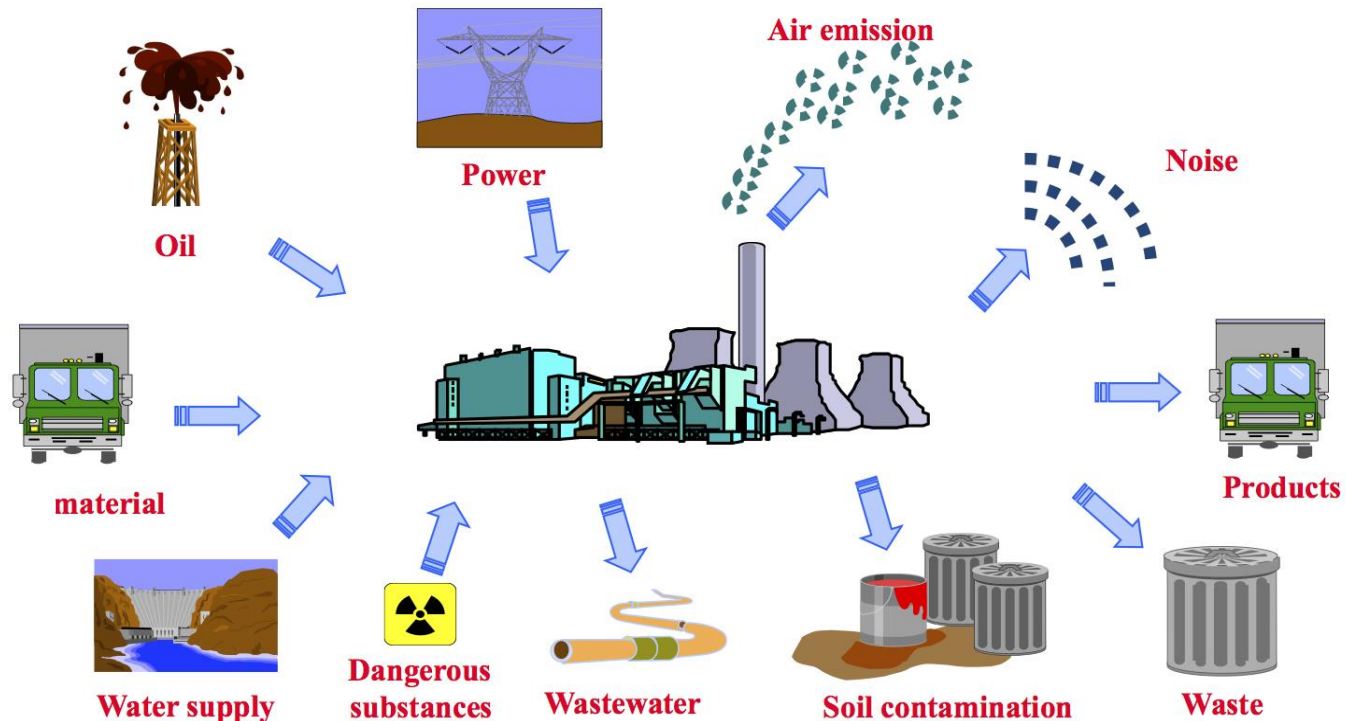 Air emission
Power
Noise
Oil
material
Products
Water supply
Dangerous
substances
Wastewater
Soil contamination
Waste